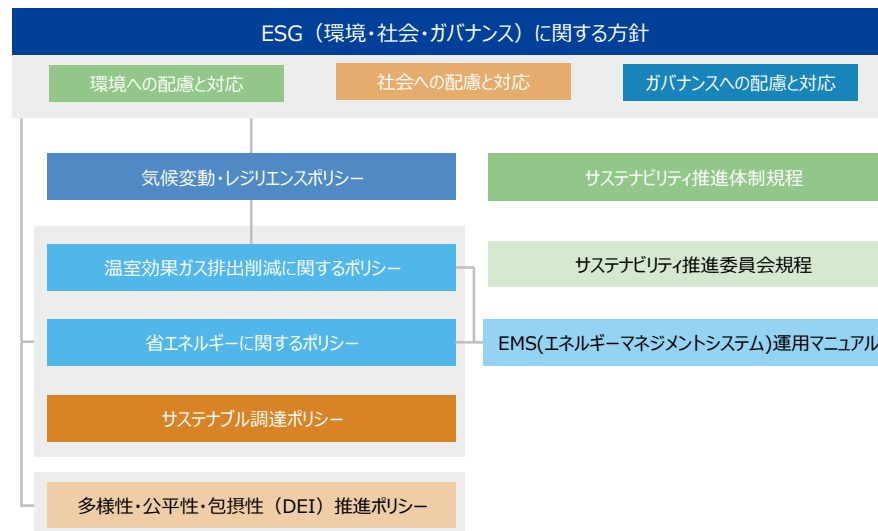 ESG（環境・社会・ガバナンス）に関する方針
環境への配慮と対応
社会への配慮と対応
ガバナンスへの配慮と対応
気候変動・レジリエンスポリシー
サステナビリティ推進体制規程
温室効果ガス排出削減に関するポリシー
サステナビリティ推進委員会規程
省エネルギーに関するポリシー
EMS(エネルギーマネジメントシステム)運用マニュアル
サステナブル調達ポリシー
多様性・公平性・包摂性（DEI）推進ポリシー